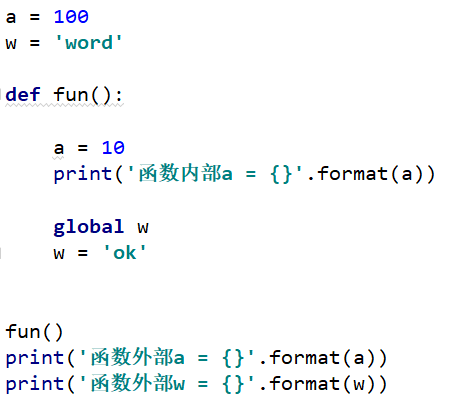 a = 100
w = 'word'
def fun():
    a = 10
    print('函数内部a = {}'.format(a))
    global w
    w = 'ok'
fun()
print('函数外部a = {}'.format(a))
print('函数外部w = {}'.format(w))